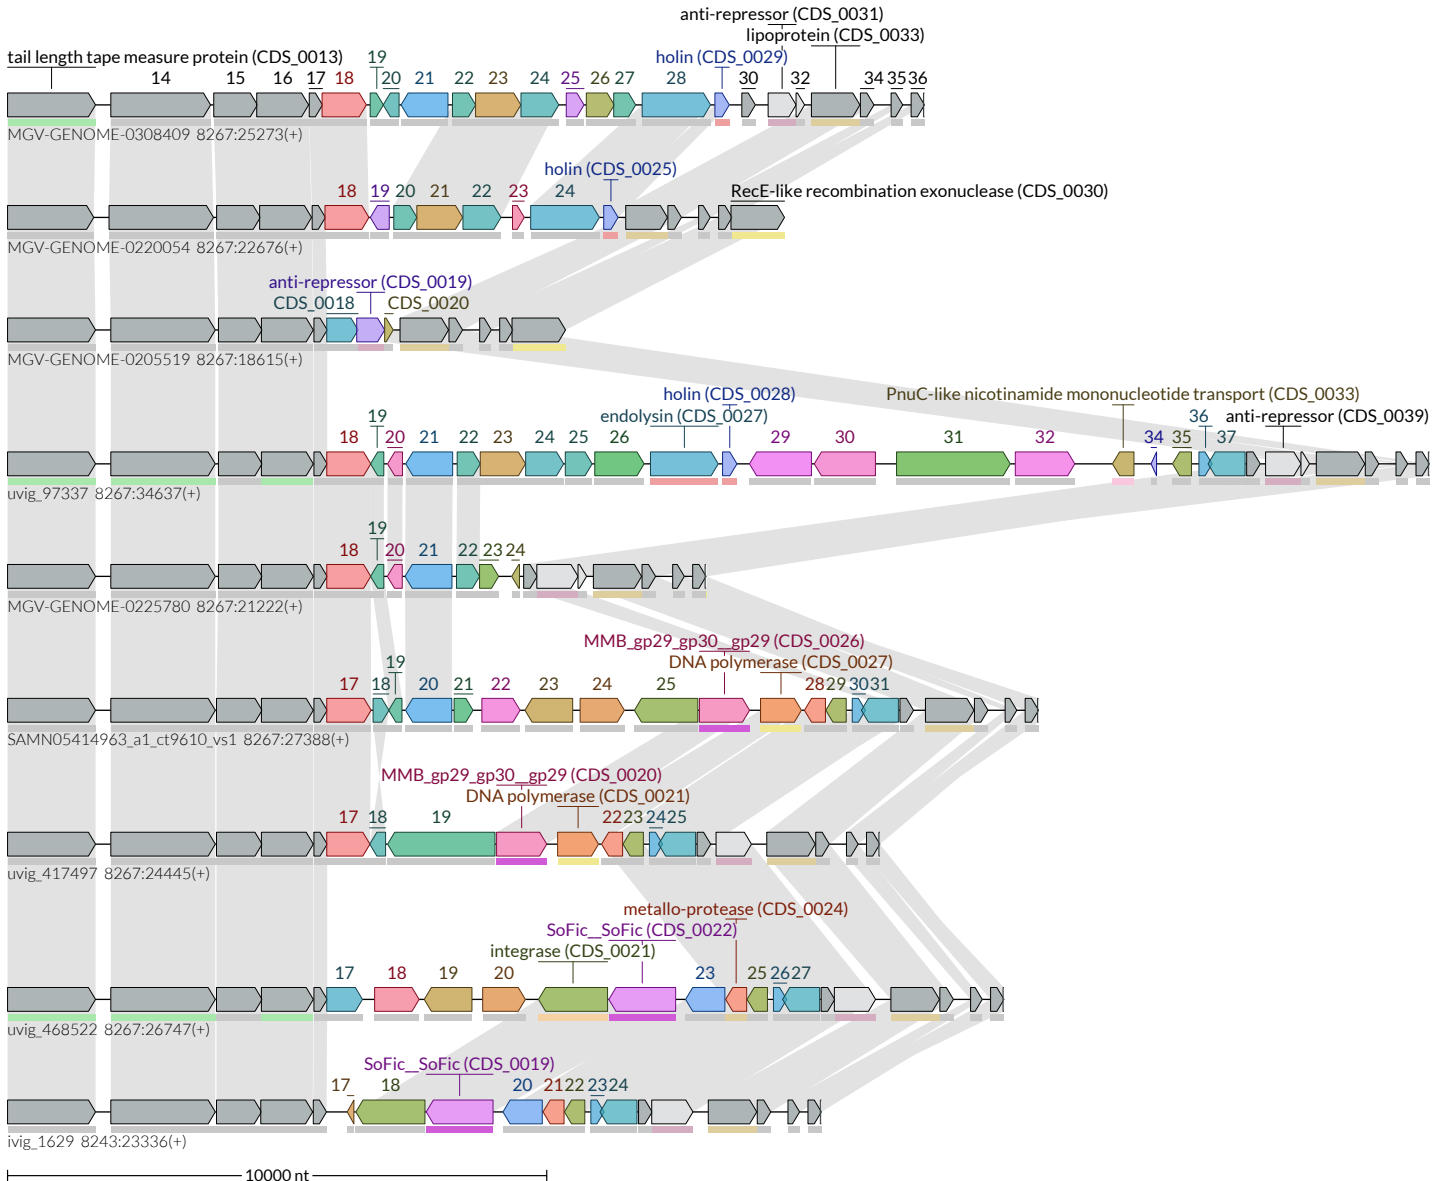 anti-repressor (CDS_0031)
lipoprotein (CDS_0033)
tail length tape measure protein (CDS_0013) 19 holin (CDS_0029)
14 15 16 17 18 20 21 22 23 24 25 26 27 28 30 32 34 35 36
MGV-GENOME-0308409 8267:25273(+)
holin (CDS_0025)
18 19 20 21 22 23 24 RecE-like recombination exonuclease (CDS_0030)
MGV-GENOME-0220054 8267:22676(+)
anti-repressor (CDS_0019)
CDS_0018 CDS_0020
MGV-GENOME-0205519 8267:18615(+)
holin (CDS_0028) PnuC-like nicotinamide mononucleotide transport (CDS_0033)
19 endolysin (CDS_0027) 36 anti-repressor (CDS_0039)
18 20 21 22 23 24 25 26 29 30 31 32 34 35 37
uvig_97337 8267:34637(+)
19
18 20 21 22 23 24
MGV-GENOME-0225780 8267:21222(+)
MMB_gp29_gp30__gp29 (CDS_0026)
19 DNA polymerase (CDS_0027)
17 18 20 21 22 23 24 25 28 29 30 31
SAMN05414963_a1_ct9610_vs1 8267:27388(+)
MMB_gp29_gp30__gp29 (CDS_0020)
DNA polymerase (CDS_0021)
17 18 19 22 23 24 25
uvig_417497 8267:24445(+)
metallo-protease (CDS_0024)
SoFic__SoFic (CDS_0022)
integrase (CDS_0021)
17 18 19 20 23 25 26 27
uvig_468522 8267:26747(+)
SoFic__SoFic (CDS_0019)
17 18 20 21 22 23 24
ivig_1629 8243:23336(+)
10000 nt